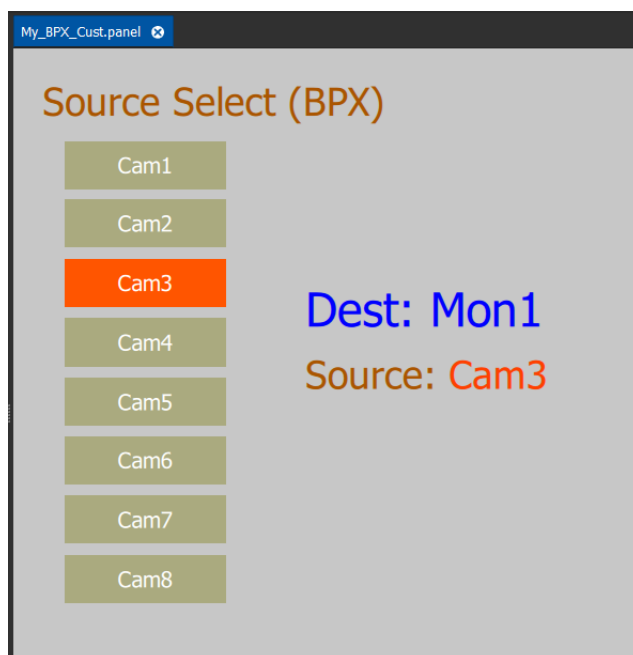 My_BPX_Cust.panel
Source Select (BPX)
Cam1
Cam2
Cam3
Cam4
Cam5
Cam6
Cam7
Cam8
Dest: Mon1
Source: Cam3